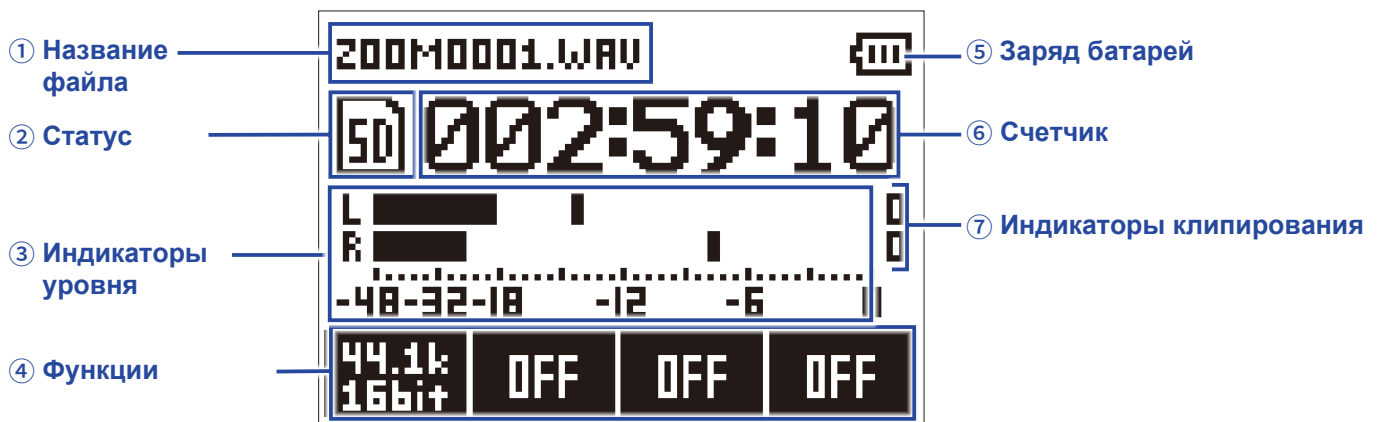 ① Название
файла
② Статус
③ Индикаторы
уровня
④ Функции
ZOOM0001.WAV
SD 002:59:10
L
R
-48-32-18 -12 -6 0
44.1k
16bit
OFF OFF OFF
⑤ Заряд батарей
⑥ Счетчик
⑦ Индикаторы клипирования